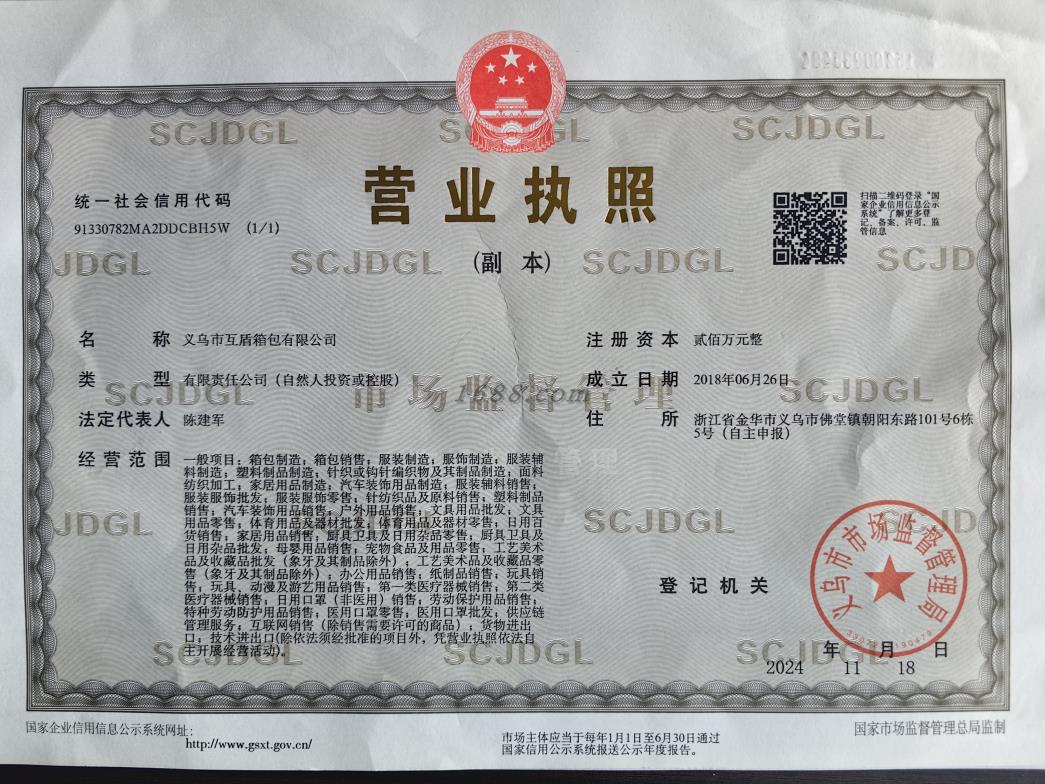 营业执照
（副 本）
统一社会信用代码
91330782MA2DDCBH5W (1/1)
扫描二维码登录“国
家企业信用信息公示
系统”了解更多登
记、备案、许可、监
管信息
名 称 义乌市互盾箱包有限公司
类 型 有限责任公司（自然人投资或控股）
法定代表人 陈建军
经营范围 一般项目：箱包制造；箱包销售；服装制造；服饰制造；服装辅
料制造；塑料制品制造；针织或钩针编织物及其制品制造；面料
纺织加工；家居用品制造；汽车装饰用品制造；服装辅料销售；
服装服饰批发；服装服饰零售；针纺织品及原料销售；塑料制品
销售；汽车装饰用品销售；户外用品销售；文具用品批发；文具
用品零售；体育用品及器材批发；体育用品及器材零售；日用百
货销售；家居用品销售；厨具卫具及日用杂品零售；厨具卫具及
日用杂品批发；母婴用品销售；宠物食品及用品零售；工艺美术
品及收藏品批发（象牙及其制品除外）；工艺美术品及收藏品零
售（象牙及其制品除外）；办公用品销售；纸制品销售；玩具销
售；玩具、动漫及游艺用品销售；第一类医疗器械销售；第二类
医疗器械销售；日用口罩（非医用）销售；劳动保护用品销售；
特种劳动防护用品销售；医用口罩零售；医用口罩批发；供应链
管理服务；互联网销售（除销售需要许可的商品）；货物进出
口；技术进出口(除依法须经批准的项目外，凭营业执照依法自
主开展经营活动)。
注册资本 贰佰万元整
成立日期 2018年06月26日
住 所 浙江省金华市义乌市佛堂镇朝阳东路101号6栋
5号（自主申报）
登记机关
义乌市市场监督管理局
年 月 日
2024 11 18
SCJDGL
市场监督管理
1688.com
国家企业信用信息公示系统网址：
http://www.gsxt.gov.cn/
市场主体应当于每年1月1日至6月30日通过
国家信用公示系统报送公示年度报告。
国家市场监督管理总局监制